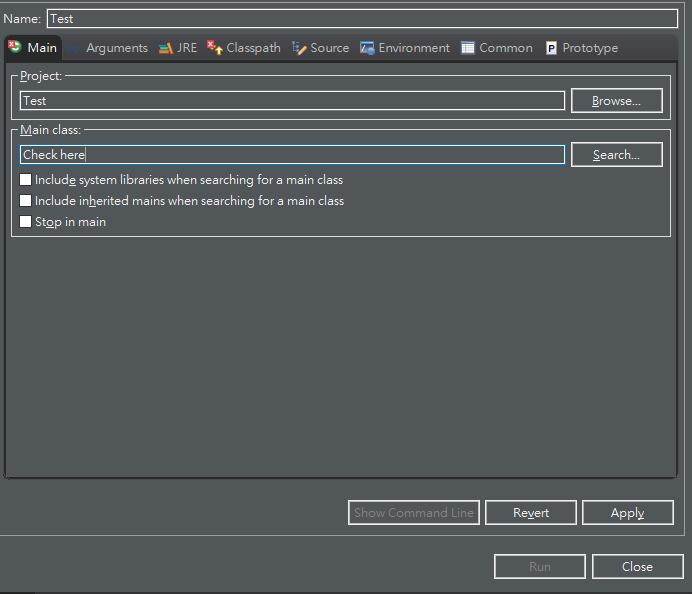 Name: Test
Main Arguments JRE Classpath Source Environment Common Prototype
Project:
Test Browse...
Main class:
Check here Search...
Include system libraries when searching for a main class
Include inherited mains when searching for a main class
Stop in main
Show Command Line Revert Apply
Run Close